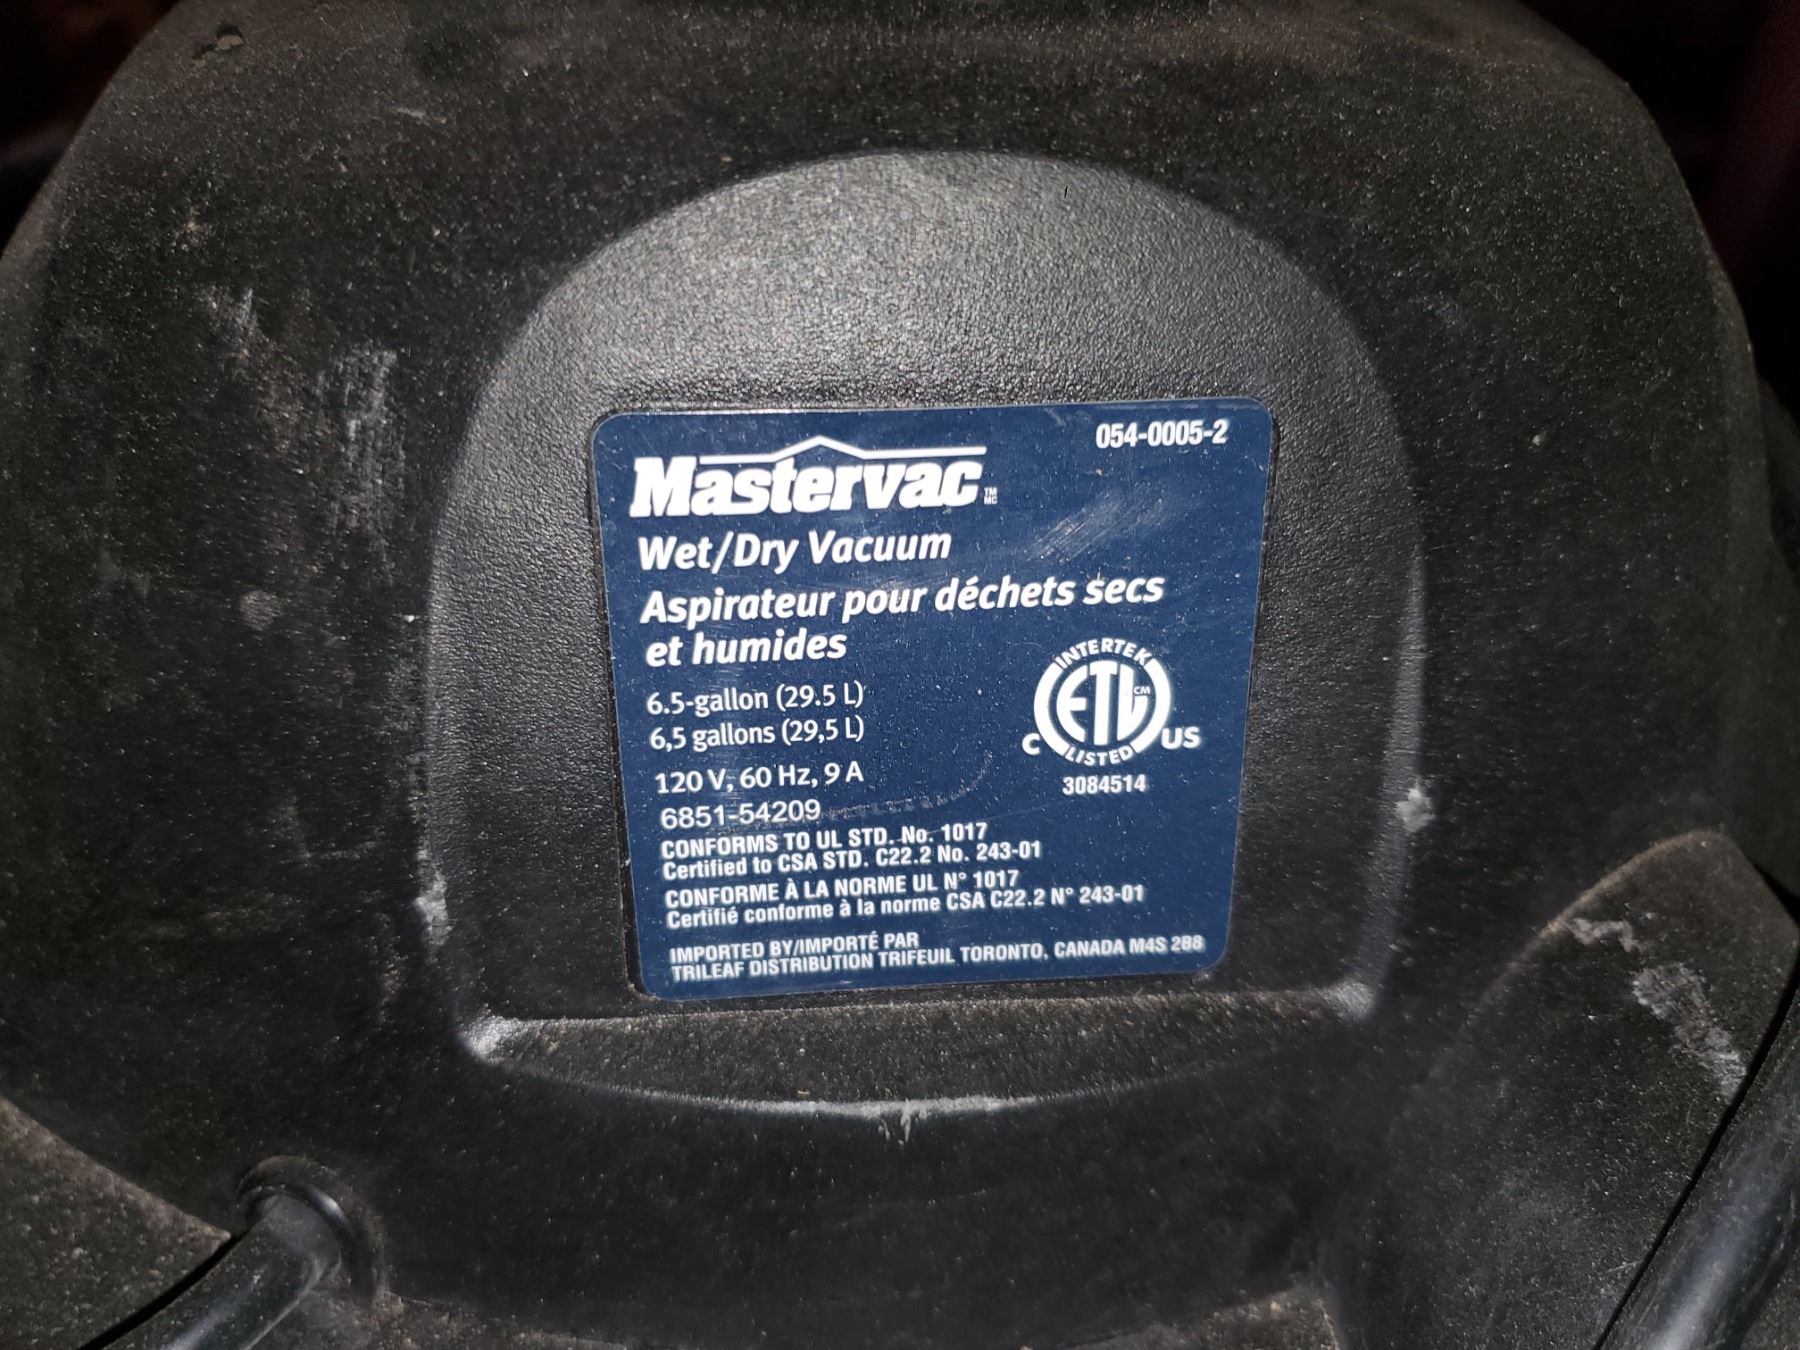 054-0005-2
Mastervac TM MC
Wet/Dry Vacuum
Aspirateur pour déchets secs
et humides
6.5-gallon (29.5 L)
6,5 gallons (29,5 L)
120 V, 60 Hz, 9 A
6851-54209
INTERTEK
ETL CM
LISTED
C US
3084514
CONFORMS TO UL STD. No. 1017
Certified to CSA STD. C22.2 No. 243-01
CONFORME À LA NORME UL N° 1017
Certifié conforme à la norme CSA C22.2 N° 243-01
IMPORTED BY/IMPORTÉ PAR
TRILEAF DISTRIBUTION TRIFEUIL TORONTO, CANADA M4S 2B8